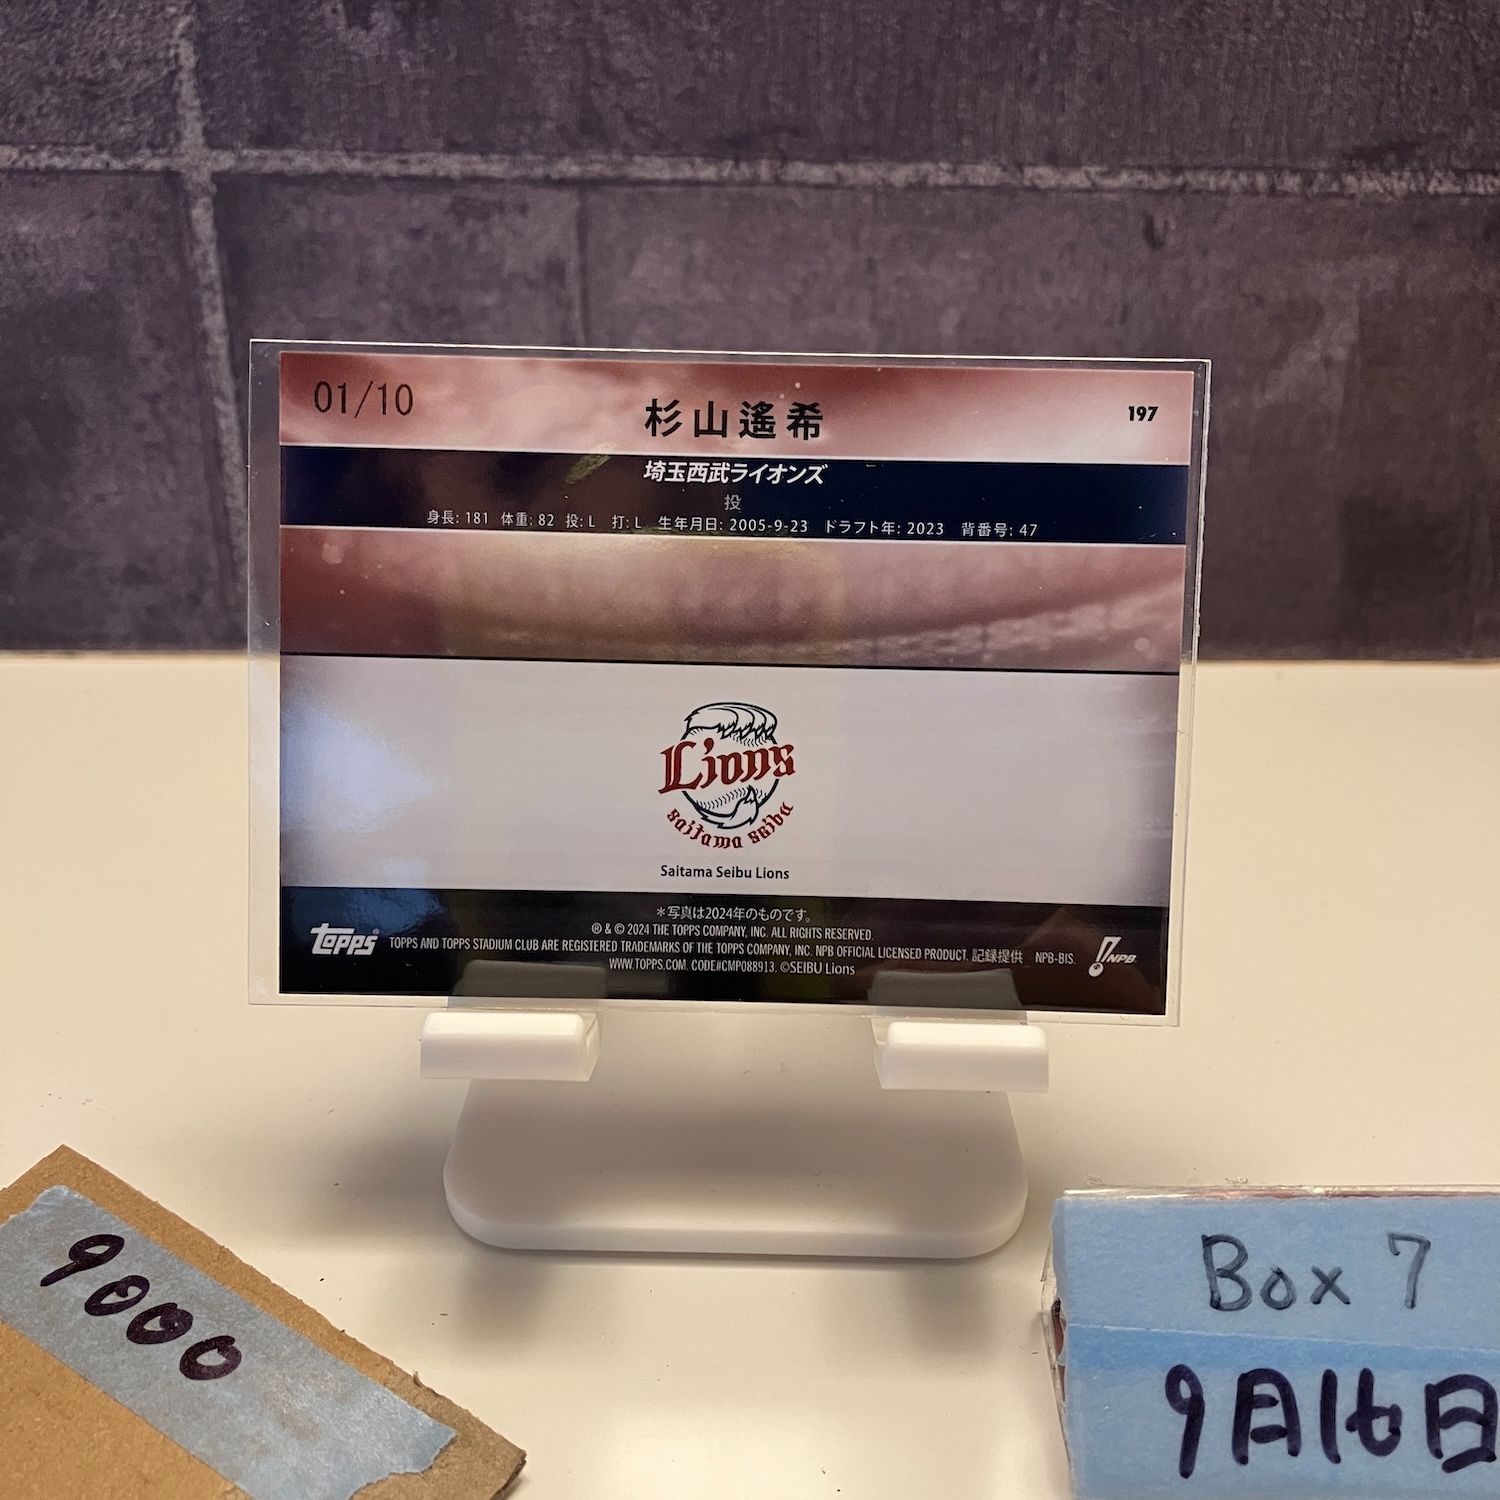 01/10
杉山遙希
197
埼玉西武ライオンズ
投
身長: 181 体重: 82 投: L 打: L 生年月日: 2005-9-23 ドラフト年: 2023 背番号: 47
Lions
saitama seibu
Saitama Seibu Lions
＊写真は2024年のものです。
® & © 2024 THE TOPPS COMPANY, INC. ALL RIGHTS RESERVED.
topps®
TOPPS AND TOPPS STADIUM CLUB ARE REGISTERED TRADEMARKS OF THE TOPPS COMPANY, INC. NPB OFFICIAL LICENSED PRODUCT. 記録提供 NPB-BIS.
NPB
WWW.TOPPS.COM. CODE#CMP088913. ©SEIBU Lions
9000
Box 7
9月16日